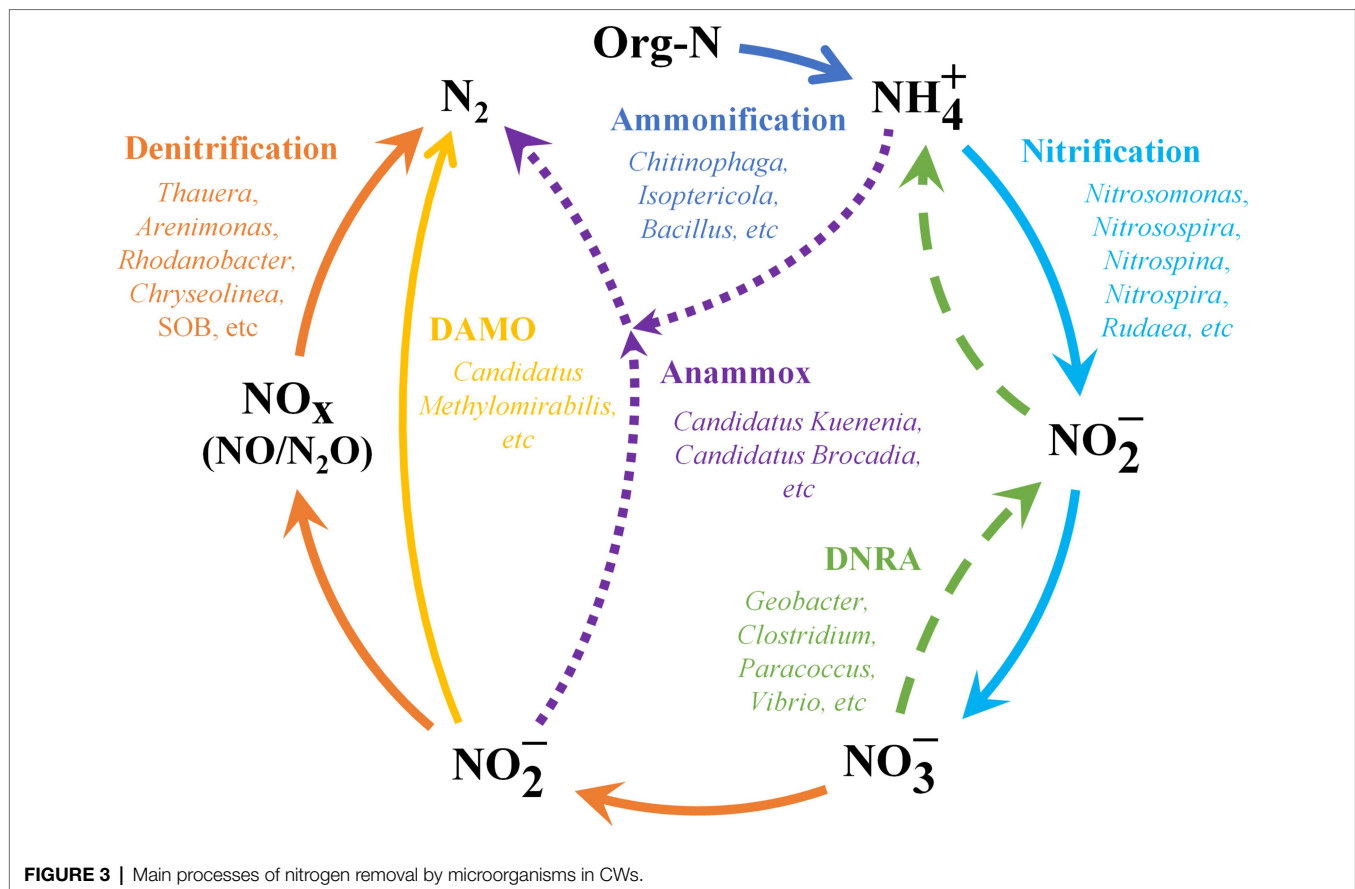 Org-N
N₂
NH₄⁺
Denitrification
Thauera,
Arenimonas,
Rhodanobacter,
Chryseolinea,
SOB, etc
Ammonification
Chitinophaga,
Isoptericola,
Bacillus, etc
Nitrification
Nitrosomonas,
Nitrosospira,
Nitrospina,
Nitrospira,
Rudaea, etc
DAMO
Candidatus
Methylomirabilis,
etc
Anammox
Candidatus Kuenenia,
Candidatus Brocadia,
etc
NOₓ
(NO/N₂O)
NO₂⁻
DNRA
Geobacter,
Clostridium,
Paracoccus,
Vibrio, etc
NO₂⁻
NO₃⁻
FIGURE 3 | Main processes of nitrogen removal by microorganisms in CWs.